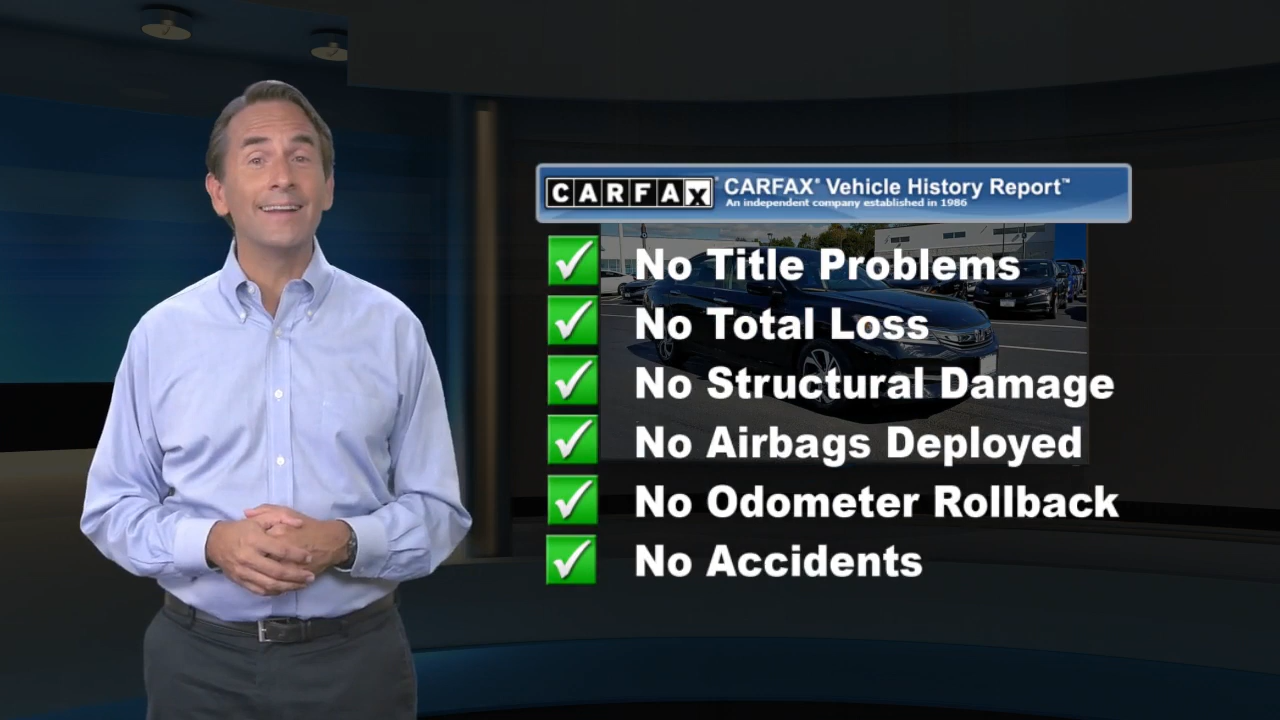 CARFAX® CARFAX® Vehicle History Report™
An independent company established in 1986
No Title Problems
No Total Loss
No Structural Damage
No Airbags Deployed
No Odometer Rollback
No Accidents